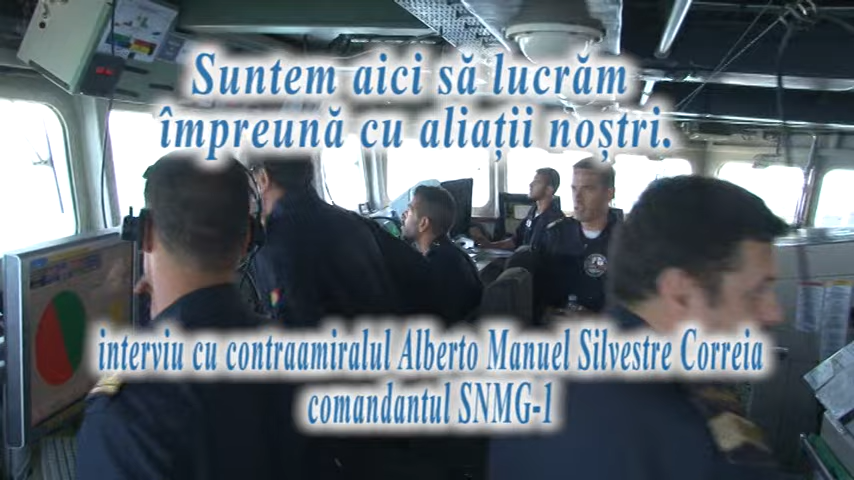 Suntem aici să lucrăm
împreună cu aliații noștri.
interviu cu contraamiralul Alberto Manuel Silvestre Correia
comandantul SNMG-1